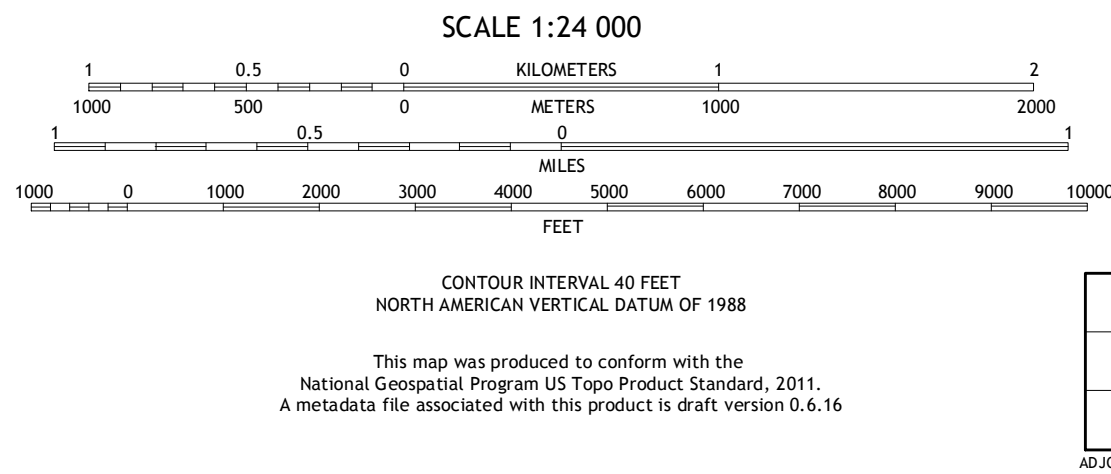 SCALE 1:24 000
1 0.5 0 KILOMETERS 1 2
1000 500 0 METERS 1000 2000
1 0.5 0 1
MILES
1000 0 1000 2000 3000 4000 5000 6000 7000 8000 9000 10000
FEET
CONTOUR INTERVAL 40 FEET
NORTH AMERICAN VERTICAL DATUM OF 1988
This map was produced to conform with the
National Geospatial Program US Topo Product Standard, 2011.
A metadata file associated with this product is draft version 0.6.16